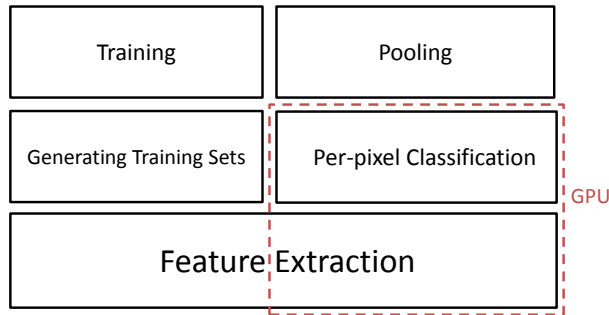 Training
Pooling
Generating Training Sets
Per-pixel Classification
GPU
Feature Extraction